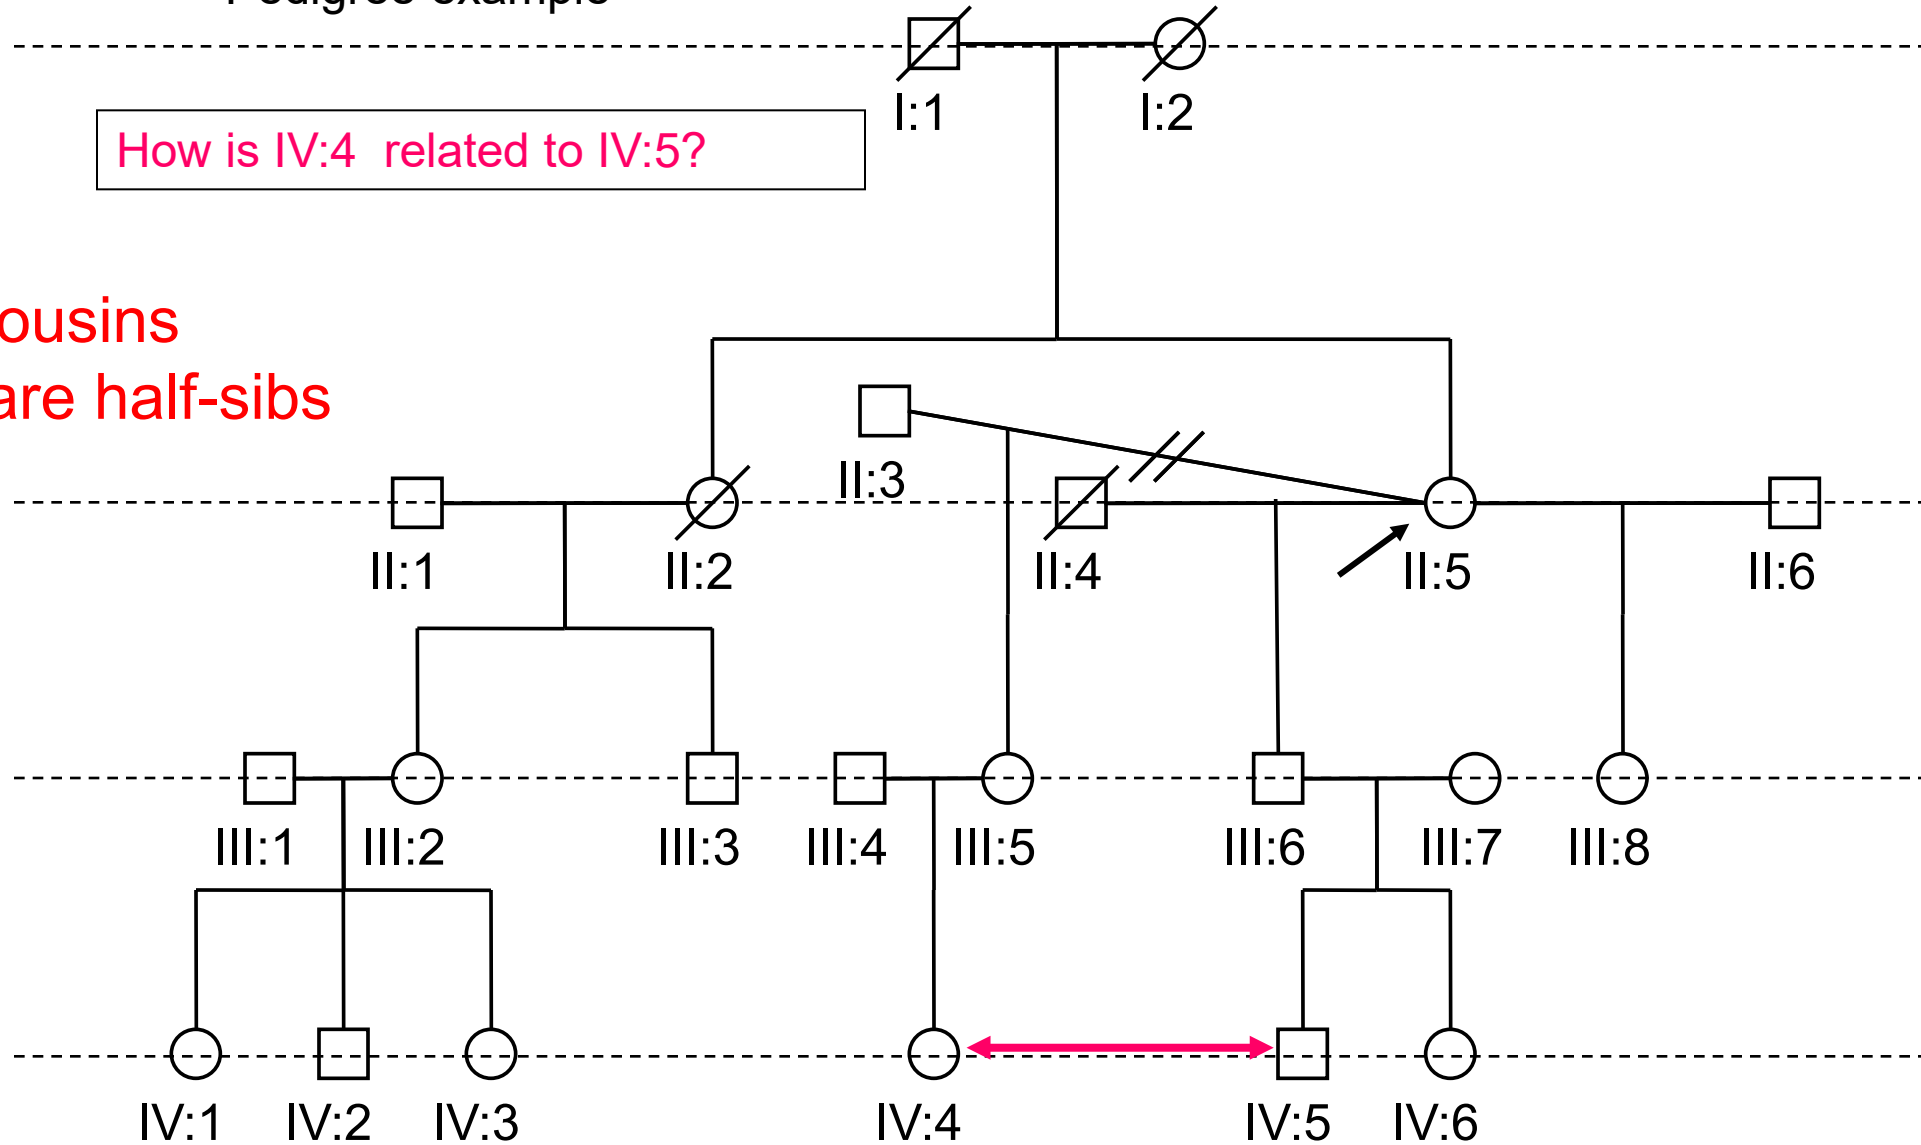 Pedigree example
I:1 I:2
How is IV:4 related to IV:5?
ousins
are half-sibs
II:3
II:1 II:2 II:4 II:5 II:6
III:1 III:2 III:3 III:4 III:5 III:6 III:7 III:8
IV:1 IV:2 IV:3 IV:4 IV:5 IV:6